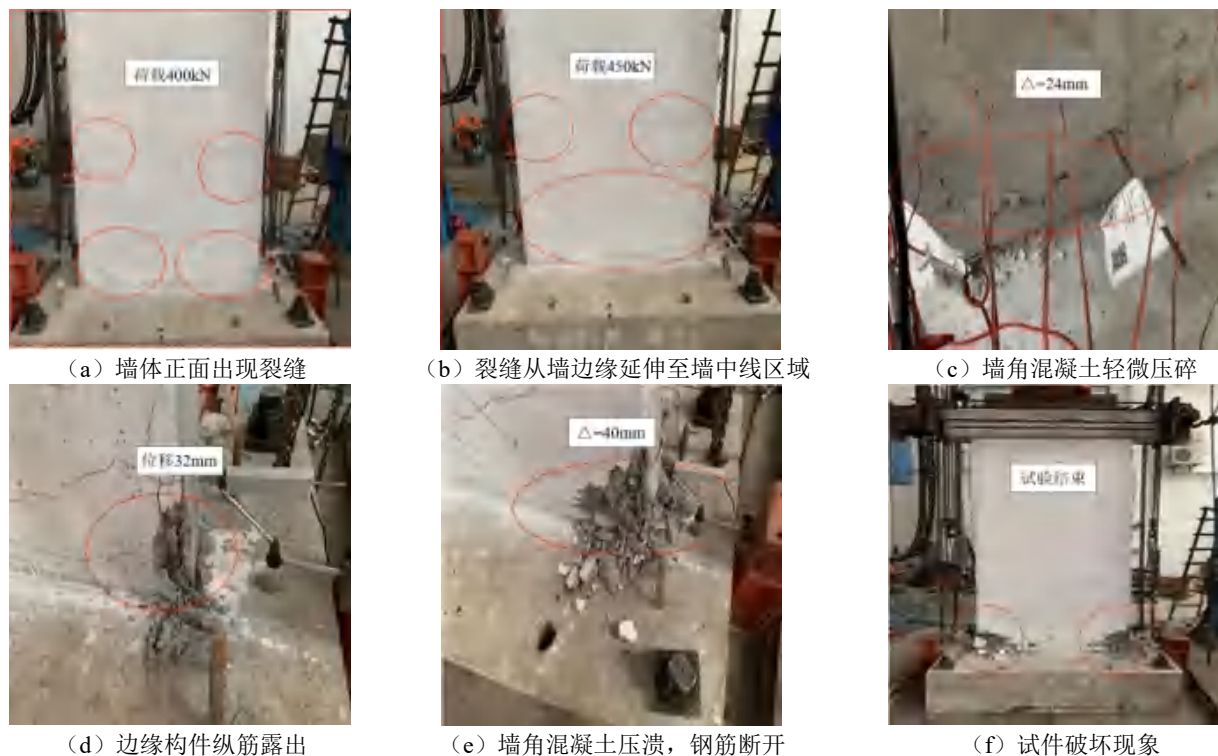 荷载400kN
荷载450kN
△=24mm
（a）墙体正面出现裂缝
（b）裂缝从墙边缘延伸至墙中线区域
（c）墙角混凝土轻微压碎
位移32mm
△=40mm
试验结束
（d）边缘构件纵筋露出
（e）墙角混凝土压溃，钢筋断开
（f）试件破坏现象